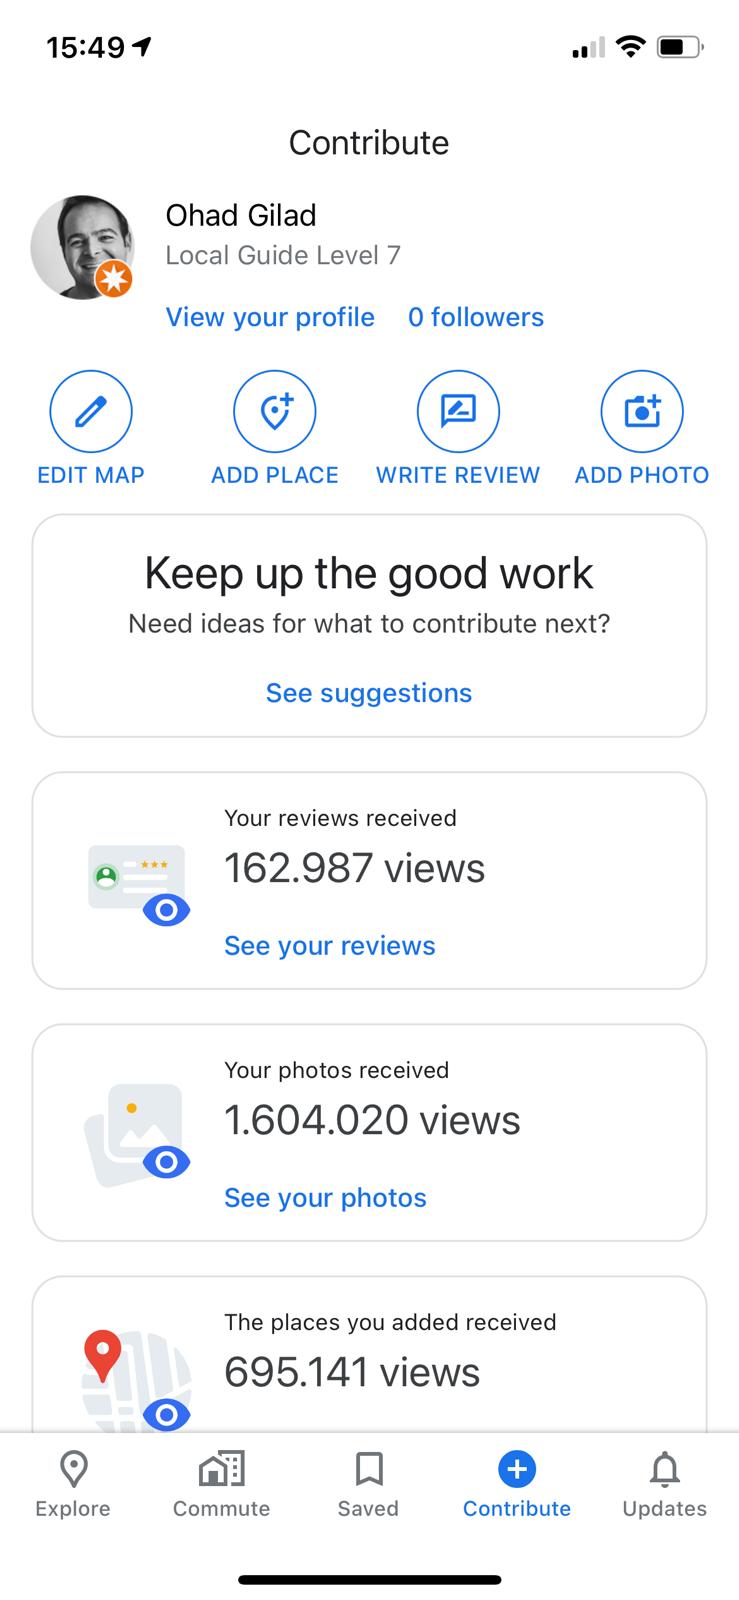 15:49
Contribute
Ohad Gilad
Local Guide Level 7
View your profile 0 followers
EDIT MAP ADD PLACE WRITE REVIEW ADD PHOTO
Keep up the good work
Need ideas for what to contribute next?
See suggestions
Your reviews received
162.987 views
See your reviews
Your photos received
1.604.020 views
See your photos
The places you added received
695.141 views
Explore Commute Saved Contribute Updates